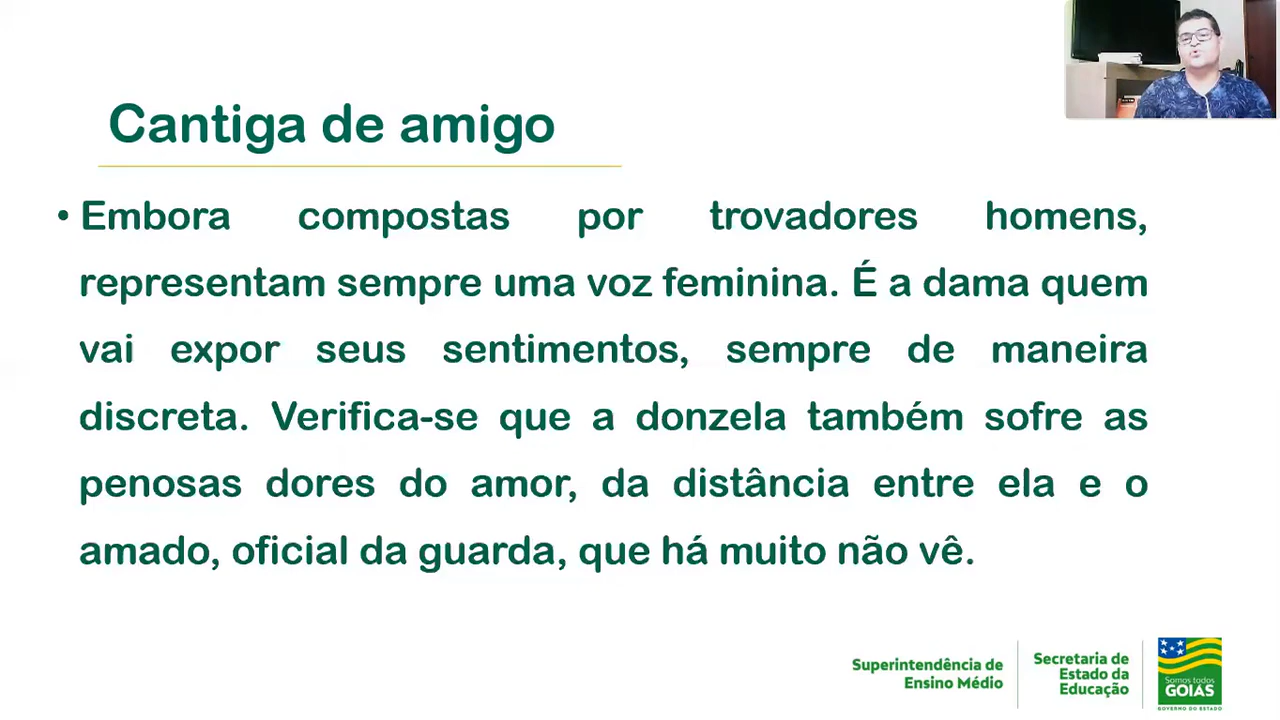 Cantiga de amigo
• Embora compostas por trovadores homens,
representam sempre uma voz feminina. É a dama quem
vai expor seus sentimentos, sempre de maneira
discreta. Verifica-se que a donzela também sofre as
penosas dores do amor, da distância entre ela e o
amado, oficial da guarda, que há muito não vê.
Superintendência de
Ensino Médio
Secretaria de
Estado da
Educação
Somos todos
GOIÁS
GOVERNO DO ESTADO